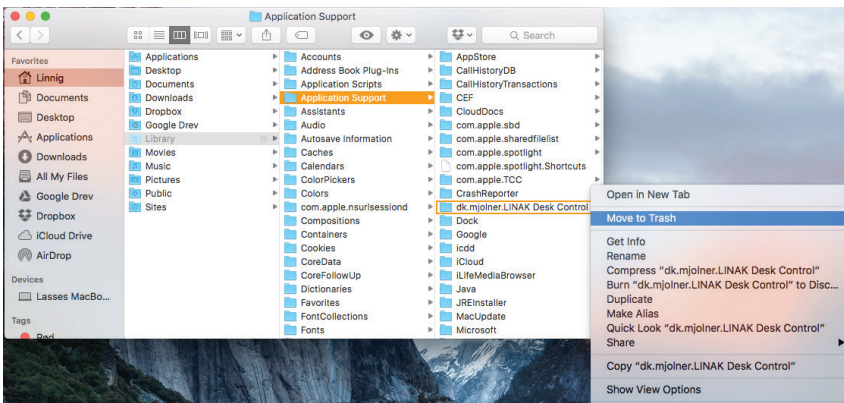 Application Support
Search
Favorites
Linnig
Documents
Desktop
Applications
Downloads
All My Files
Google Drev
Dropbox
iCloud Drive
AirDrop
Devices
Lasses MacBo...
Tags
Applications
Desktop
Documents
Downloads
Dropbox
Google Drev
Library
Movies
Music
Pictures
Public
Sites
Accounts
Address Book Plug-Ins
Application Scripts
Application Support
Assistants
Audio
Autosave Information
Caches
Calendars
ColorPickers
Colors
com.apple.nsurlsessiond
Compositions
Containers
Cookies
CoreData
CoreFollowUp
Dictionaries
Favorites
FontCollections
Fonts
AppStore
CallHistoryDB
CallHistoryTransactions
CEF
CloudDocs
com.apple.sbd
com.apple.sharedfilelist
com.apple.spotlight
com.apple.spotlight.Shortcuts
com.apple.TCC
CrashReporter
dk.mjolner.LINAK Desk Control
Dock
Google
icdd
iCloud
iLifeMediaBrowser
Java
JREInstaller
MacUpdate
Microsoft
Open in New Tab
Move to Trash
Get Info
Rename
Compress “dk.mjolner.LINAK Desk Control”
Burn “dk.mjolner.LINAK Desk Control” to Disc...
Duplicate
Make Alias
Quick Look “dk.mjolner.LINAK Desk Control”
Share
Copy “dk.mjolner.LINAK Desk Control”
Show View Options